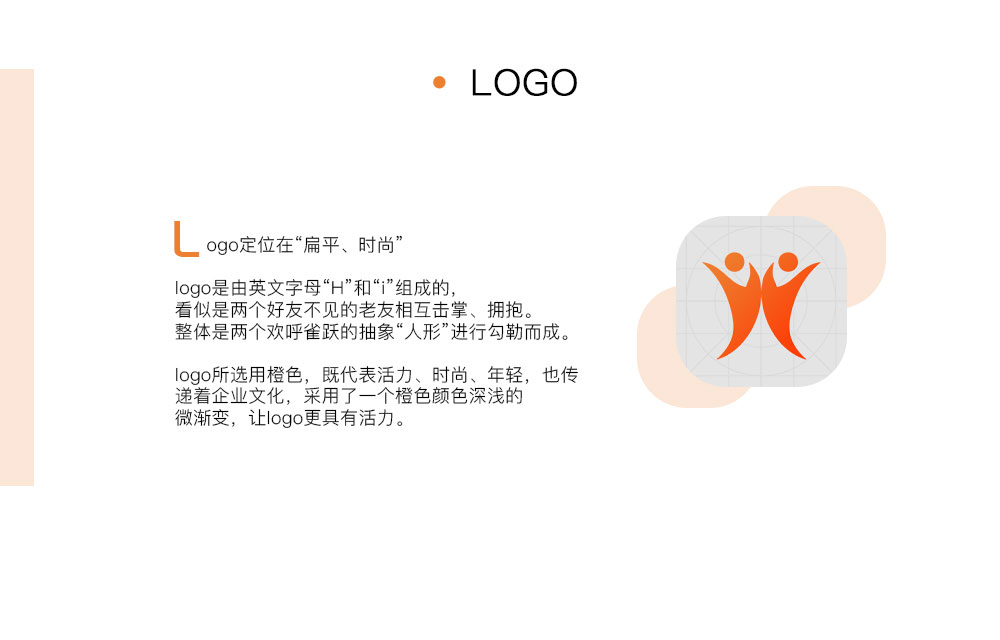 LOGO
Logo定位在“扁平、时尚”
logo是由英文字母“H”和“i”组成的，
看似是两个好友不见的老友相互击掌、拥抱。
整体是两个欢呼雀跃的抽象“人形”进行勾勒而成。
logo所选用橙色，既代表活力、时尚、年轻，也传
递着企业文化，采用了一个橙色颜色深浅的
微渐变，让logo更具有活力。